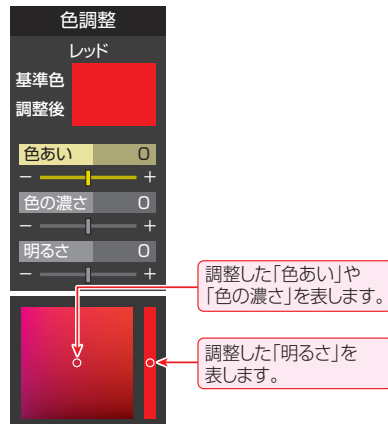 色調整
レッド
基準色
調整後
色あい 0
− +
色の濃さ 0
− +
明るさ 0
− +
調整した「色あい」や
「色の濃さ」を表します。
調整した「明るさ」を
表します。